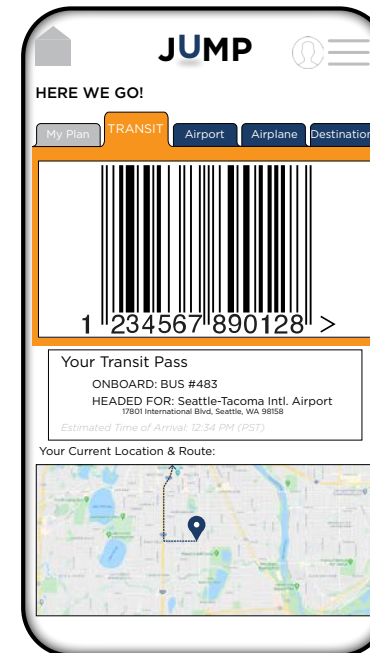 JUMP
HERE WE GO!
My Plan TRANSIT Airport Airplane Destination
1 234567 890128 >
Your Transit Pass
ONBOARD: BUS #483
HEADED FOR: Seattle-Tacoma Intl. Airport
17801 International Blvd, Seattle, WA 98158
Estimated Time of Arrival: 12:34 PM (PST)
Your Current Location & Route: